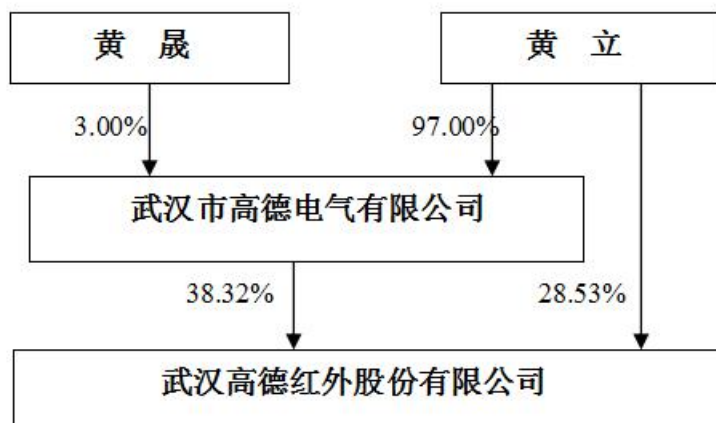 黄 晟
黄 立
3.00%
97.00%
武汉市高德电气有限公司
38.32%
28.53%
武汉高德红外股份有限公司